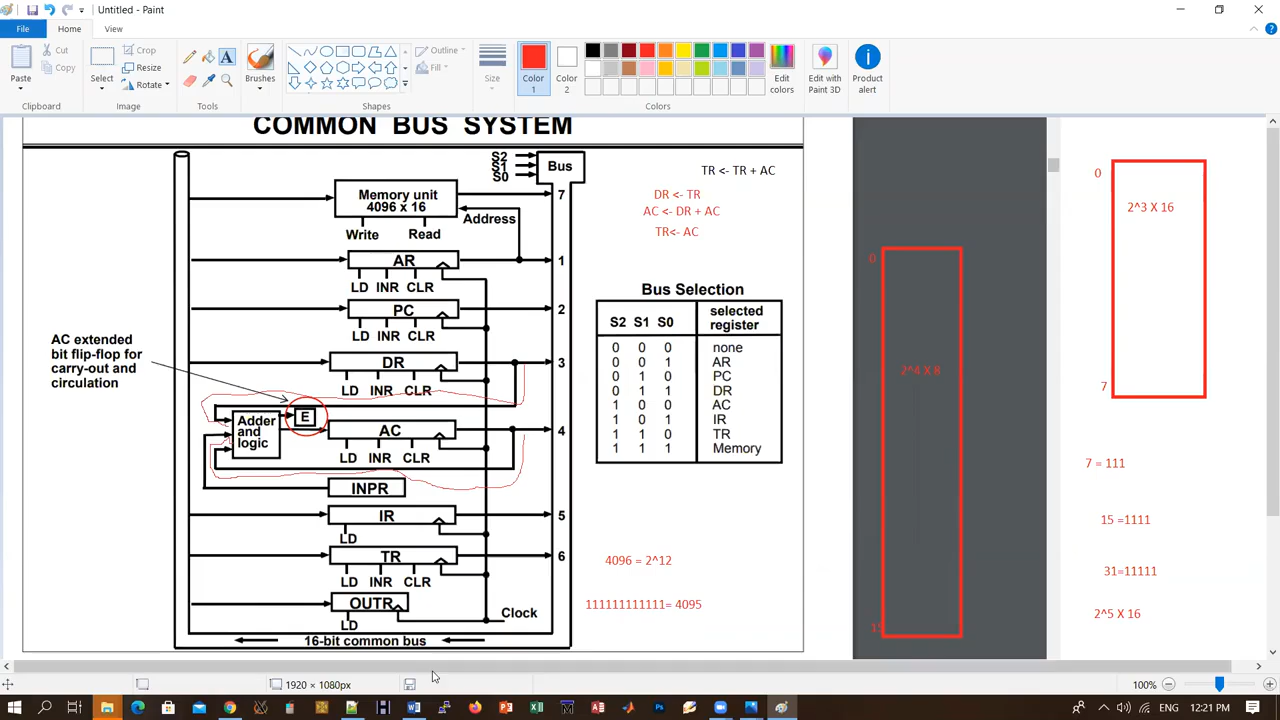 Untitled - Paint
File
Home
View
Paste
Cut
Copy
Clipboard
Select
Crop
Resize
Rotate
Image
A
Tools
Brushes
Shapes
Outline
Fill
Size
Color 1
Color 2
Edit colors
Colors
Edit with Paint 3D
Product alert
COMMON BUS SYSTEM
S2
S1
S0
Bus
Memory unit
4096 x 16
7
Address
Write
Read
AR
1
LD INR CLR
PC
2
LD INR CLR
AC extended
bit flip-flop for
carry-out and
circulation
DR
3
LD INR CLR
E
Adder
and
logic
AC
4
LD INR CLR
INPR
IR
5
LD
TR
6
LD INR CLR
OUTR
LD
Clock
16-bit common bus
TR <- TR + AC
DR <- TR
AC <- DR + AC
TR<- AC
Bus Selection
S2 S1 S0 selected register
0 0 0 none
0 0 1 AR
0 1 0 PC
0 1 1 DR
1 0 0 AC
1 0 1 IR
1 1 0 TR
1 1 1 Memory
4096 = 2^12
111111111111= 4095
0
2^4 X 8
15
0
2^3 X 16
7
7 = 111
15 =1111
31=11111
2^5 X 16
1920 × 1080px
100%
ENG
12:21 PM